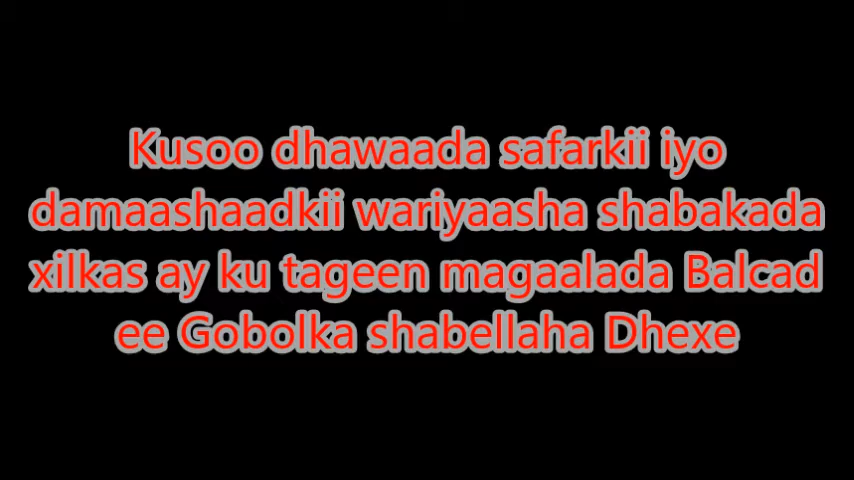 Kusoo dhawaada safarkii iyo
damaashaadkii wariyaasha shabakada
xilkas ay ku tageen magaalada Balcad
ee Gobolka shabellaha Dhexe